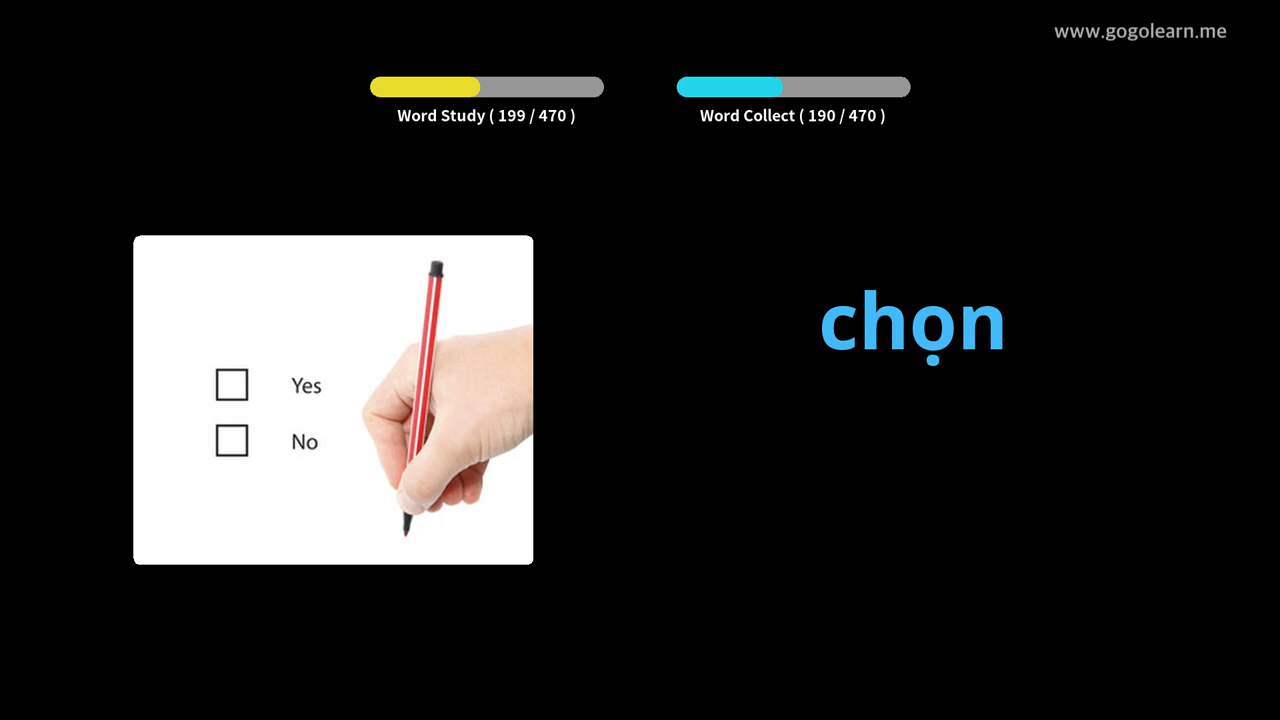 www.gogolearn.me
Word Study ( 199 / 470 )
Word Collect ( 190 / 470 )
chọn
Yes
No